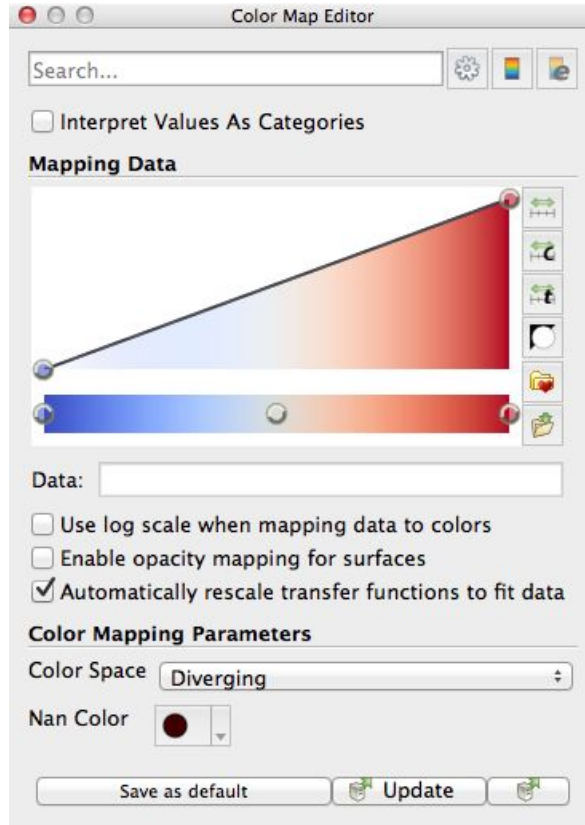 Color Map Editor
Search...
Interpret Values As Categories
Mapping Data
Data:
Use log scale when mapping data to colors
Enable opacity mapping for surfaces
Automatically rescale transfer functions to fit data
Color Mapping Parameters
Color Space Diverging
Nan Color
Save as default Update